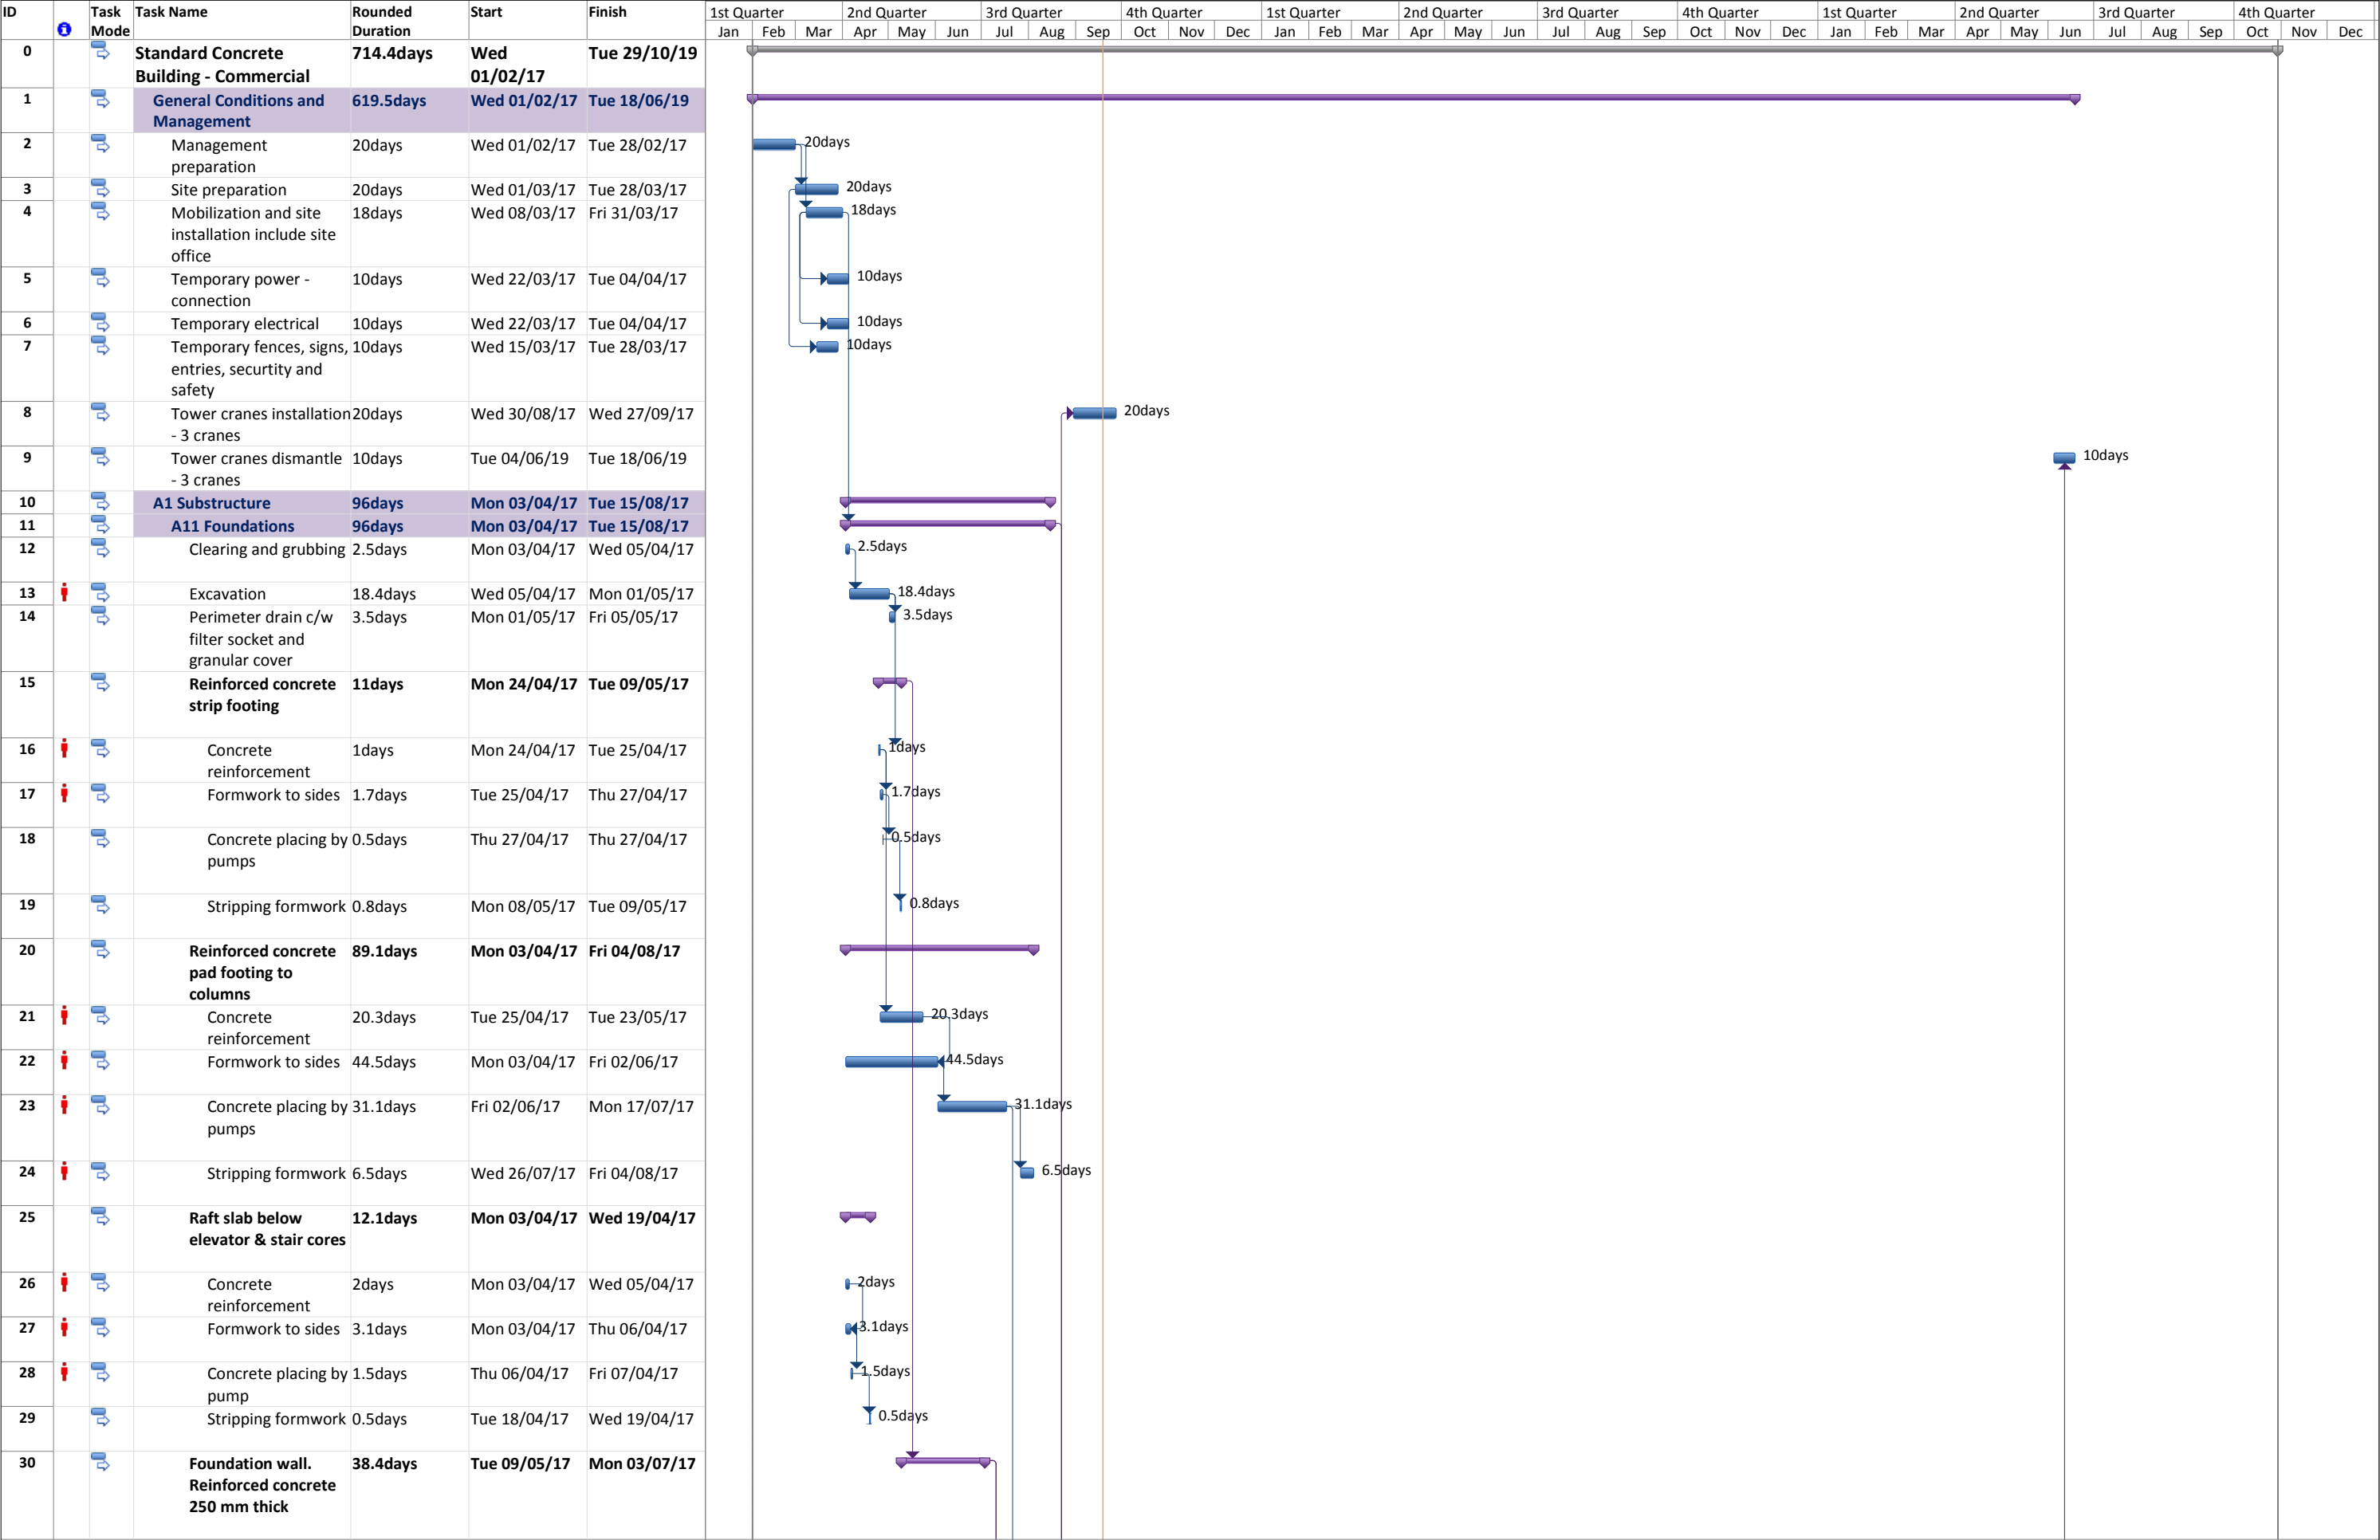 ID Task Mode Task Name Rounded Duration Start Finish
1st Quarter 2nd Quarter 3rd Quarter 4th Quarter 1st Quarter 2nd Quarter 3rd Quarter 4th Quarter 1st Quarter 2nd Quarter 3rd Quarter 4th Quarter
Jan Feb Mar Apr May Jun Jul Aug Sep Oct Nov Dec Jan Feb Mar Apr May Jun Jul Aug Sep Oct Nov Dec Jan Feb Mar Apr May Jun Jul Aug Sep Oct Nov Dec
0 Standard Concrete 714.4days Wed Tue 29/10/19
Building - Commercial 01/02/17
1 General Conditions and 619.5days Wed 01/02/17 Tue 18/06/19
Management
2 Management 20days Wed 01/02/17 Tue 28/02/17 20days
preparation
3 Site preparation 20days Wed 01/03/17 Tue 28/03/17 20days
4 Mobilization and site 18days Wed 08/03/17 Fri 31/03/17 18days
installation include site
office
5 Temporary power - 10days Wed 22/03/17 Tue 04/04/17 10days
connection
6 Temporary electrical 10days Wed 22/03/17 Tue 04/04/17 10days
7 Temporary fences, signs, 10days Wed 15/03/17 Tue 28/03/17 10days
entries, securtity and
safety
8 Tower cranes installation 20days Wed 30/08/17 Wed 27/09/17 20days
- 3 cranes
9 Tower cranes dismantle 10days Tue 04/06/19 Tue 18/06/19 10days
- 3 cranes
10 A1 Substructure 96days Mon 03/04/17 Tue 15/08/17
11 A11 Foundations 96days Mon 03/04/17 Tue 15/08/17
12 Clearing and grubbing 2.5days Mon 03/04/17 Wed 05/04/17 2.5days
13 Excavation 18.4days Wed 05/04/17 Mon 01/05/17 18.4days
14 Perimeter drain c/w 3.5days Mon 01/05/17 Fri 05/05/17 3.5days
filter socket and
granular cover
15 Reinforced concrete 11days Mon 24/04/17 Tue 09/05/17
strip footing
16 Concrete 1days Mon 24/04/17 Tue 25/04/17 1days
reinforcement
17 Formwork to sides 1.7days Tue 25/04/17 Thu 27/04/17 1.7days
18 Concrete placing by 0.5days Thu 27/04/17 Thu 27/04/17 0.5days
pumps
19 Stripping formwork 0.8days Mon 08/05/17 Tue 09/05/17 0.8days
20 Reinforced concrete 89.1days Mon 03/04/17 Fri 04/08/17
pad footing to
columns
21 Concrete 20.3days Tue 25/04/17 Tue 23/05/17 20.3days
reinforcement
22 Formwork to sides 44.5days Mon 03/04/17 Fri 02/06/17 44.5days
23 Concrete placing by 31.1days Fri 02/06/17 Mon 17/07/17 31.1days
pumps
24 Stripping formwork 6.5days Wed 26/07/17 Fri 04/08/17 6.5days
25 Raft slab below 12.1days Mon 03/04/17 Wed 19/04/17
elevator & stair cores
26 Concrete 2days Mon 03/04/17 Wed 05/04/17 2days
reinforcement
27 Formwork to sides 3.1days Mon 03/04/17 Thu 06/04/17 3.1days
28 Concrete placing by 1.5days Thu 06/04/17 Fri 07/04/17 1.5days
pump
29 Stripping formwork 0.5days Tue 18/04/17 Wed 19/04/17 0.5days
30 Foundation wall. 38.4days Tue 09/05/17 Mon 03/07/17
Reinforced concrete
250 mm thick